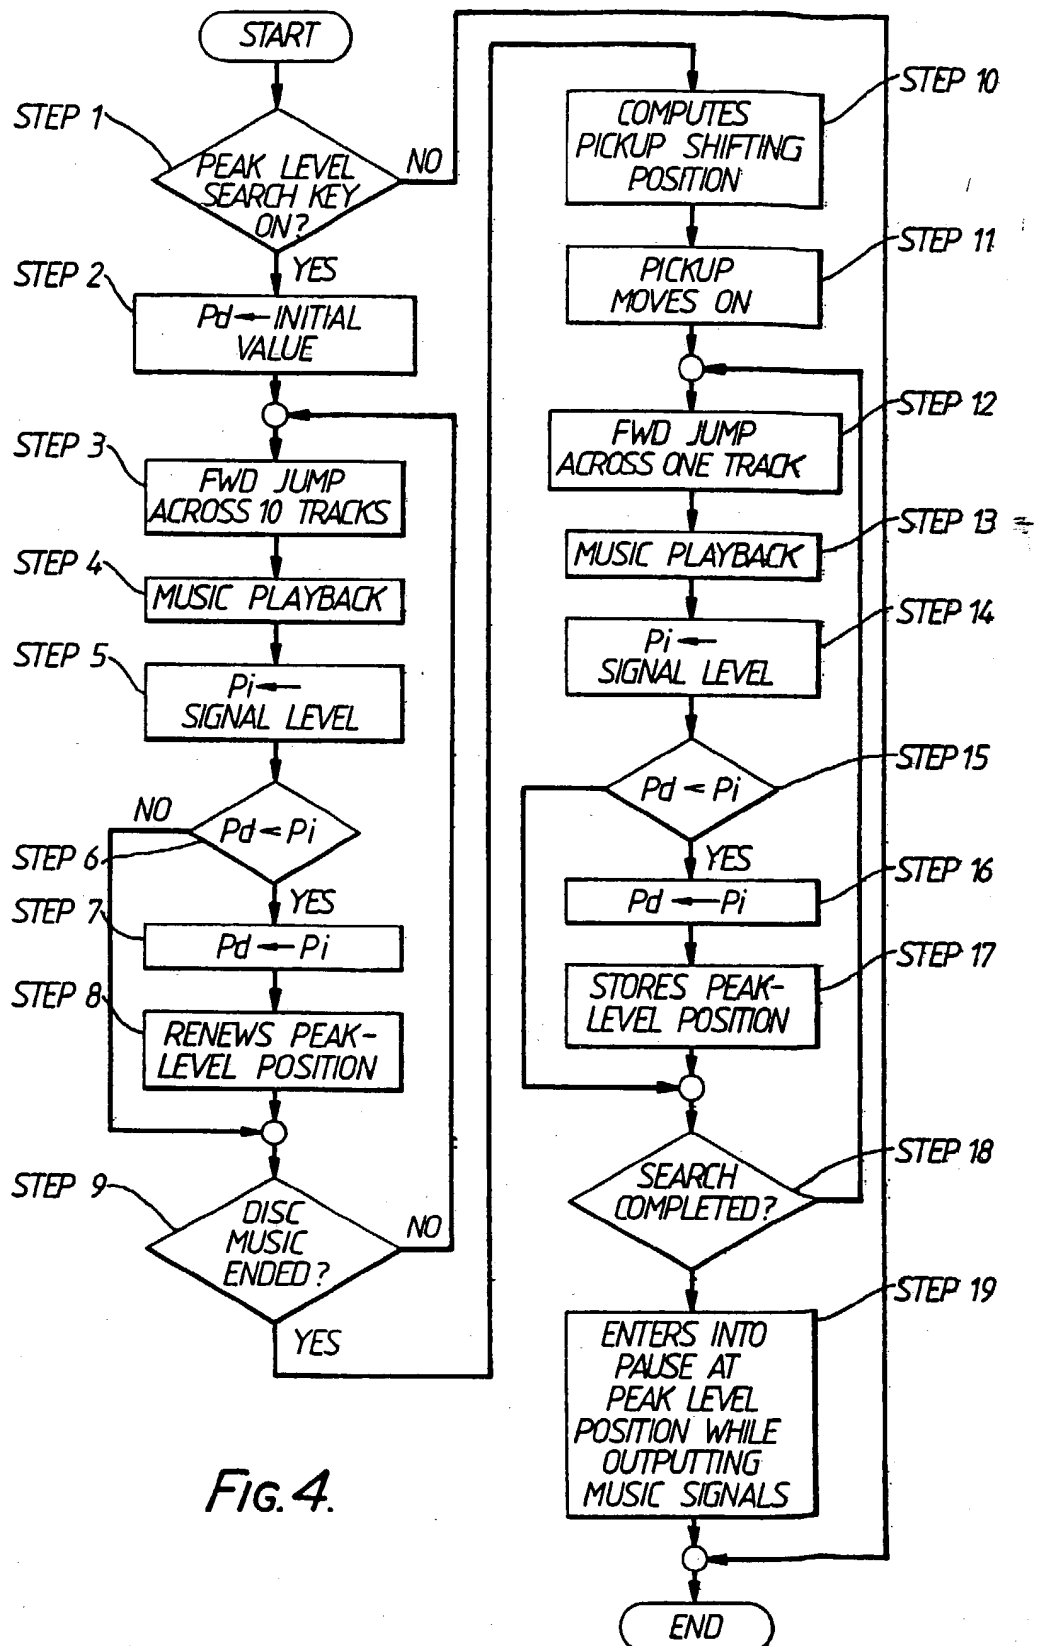 START
STEP 1
PEAK LEVEL
SEARCH KEY
ON?
NO
YES
STEP 2
Pd ← INITIAL
VALUE
STEP 3
FWD JUMP
ACROSS 10 TRACKS
STEP 4
MUSIC PLAYBACK
STEP 5
Pi ←
SIGNAL LEVEL
STEP 6
Pd < Pi
NO
YES
STEP 7
Pd ← Pi
STEP 8
RENEWS PEAK-
LEVEL POSITION
STEP 9
DISC
MUSIC
ENDED?
NO
YES
STEP 10
COMPUTES
PICKUP SHIFTING
POSITION
STEP 11
PICKUP
MOVES ON
STEP 12
FWD JUMP
ACROSS ONE TRACK
STEP 13
MUSIC PLAYBACK
STEP 14
Pi ←
SIGNAL LEVEL
STEP 15
Pd < Pi
YES
STEP 16
Pd ← Pi
STEP 17
STORES PEAK-
LEVEL POSITION
STEP 18
SEARCH
COMPLETED?
STEP 19
ENTERS INTO
PAUSE AT
PEAK LEVEL
POSITION WHILE
OUTPUTTING
MUSIC SIGNALS
END
FIG. 4.